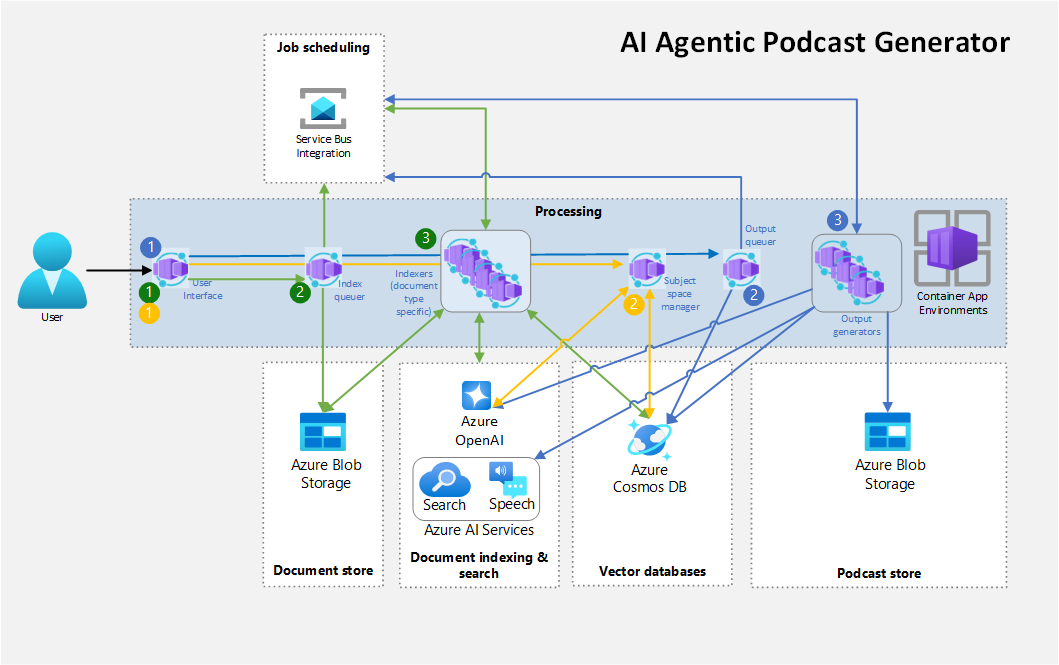 AI Agentic Podcast Generator
Job scheduling
Service Bus
Integration
Processing
User
1
1
1
User
Interface
2
Index
queuer
3
Indexers
(document
type
specific)
2
Subject
space
manager
Output
queuer
2
3
Output
generators
Container App
Environments
Azure Blob
Storage
Document store
Azure
OpenAI
Search
Speech
Azure AI Services
Document indexing &
search
Azure
Cosmos DB
Vector databases
Azure Blob
Storage
Podcast store